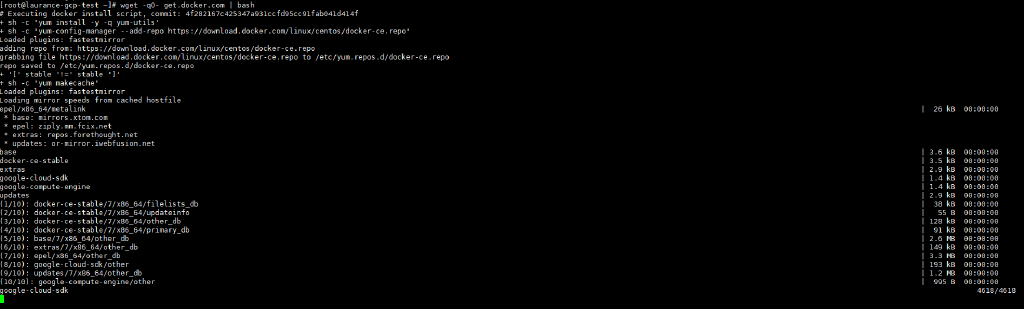 [root@laurance-gcp-test ~]# wget -qO- get.docker.com | bash
# Executing docker install script, commit: 4f282167c425347a931ccfd95cc91fab041d414f
+ sh -c 'yum install -y -q yum-utils'
+ sh -c 'yum-config-manager --add-repo https://download.docker.com/linux/centos/docker-ce.repo'
Loaded plugins: fastestmirror
adding repo from: https://download.docker.com/linux/centos/docker-ce.repo
grabbing file https://download.docker.com/linux/centos/docker-ce.repo to /etc/yum.repos.d/docker-ce.repo
repo saved to /etc/yum.repos.d/docker-ce.repo
+ '[' stable '!=' stable ']'
+ sh -c 'yum makecache'
Loaded plugins: fastestmirror
Loading mirror speeds from cached hostfile
epel/x86_64/metalink | 26 kB 00:00:00
* base: mirrors.xtom.com
* epel: ziply.mm.fcix.net
* extras: repos.forethought.net
* updates: or-mirror.iwebfusion.net
base | 3.6 kB 00:00:00
docker-ce-stable | 3.5 kB 00:00:00
extras | 2.9 kB 00:00:00
google-cloud-sdk | 1.4 kB 00:00:00
google-compute-engine | 1.4 kB 00:00:00
updates | 2.9 kB 00:00:00
(1/10): docker-ce-stable/7/x86_64/filelists_db | 38 kB 00:00:00
(2/10): docker-ce-stable/7/x86_64/updateinfo | 55 B 00:00:00
(3/10): docker-ce-stable/7/x86_64/other_db | 128 kB 00:00:00
(4/10): docker-ce-stable/7/x86_64/primary_db | 91 kB 00:00:00
(5/10): base/7/x86_64/other_db | 2.6 MB 00:00:00
(6/10): extras/7/x86_64/other_db | 149 kB 00:00:00
(7/10): epel/x86_64/other_db | 3.3 MB 00:00:00
(8/10): google-cloud-sdk/other | 193 kB 00:00:00
(9/10): updates/7/x86_64/other_db | 1.2 MB 00:00:00
(10/10): google-compute-engine/other | 995 B 00:00:00
google-cloud-sdk 4618/4618